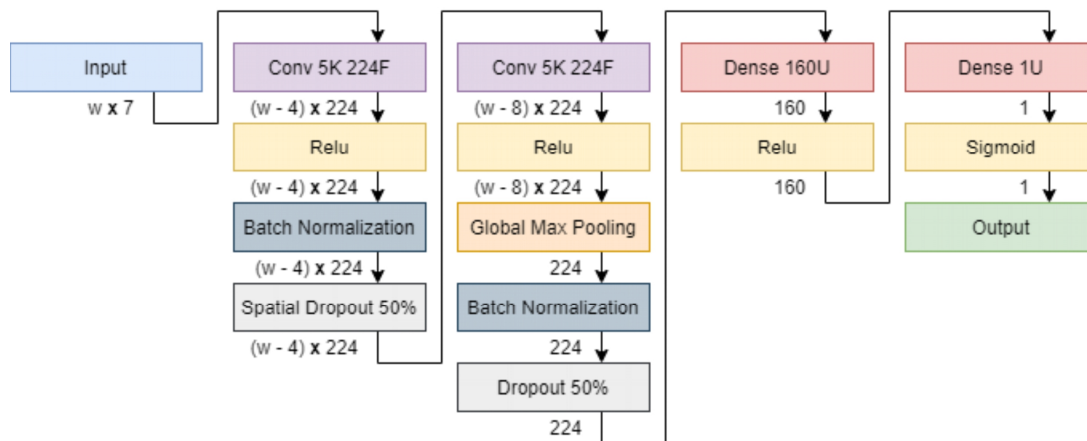 Input
w x 7
Conv 5K 224F
(w - 4) x 224
Relu
(w - 4) x 224
Batch Normalization
(w - 4) x 224
Spatial Dropout 50%
(w - 4) x 224
Conv 5K 224F
(w - 8) x 224
Relu
(w - 8) x 224
Global Max Pooling
224
Batch Normalization
224
Dropout 50%
224
Dense 160U
160
Relu
160
Dense 1U
1
Sigmoid
1
Output